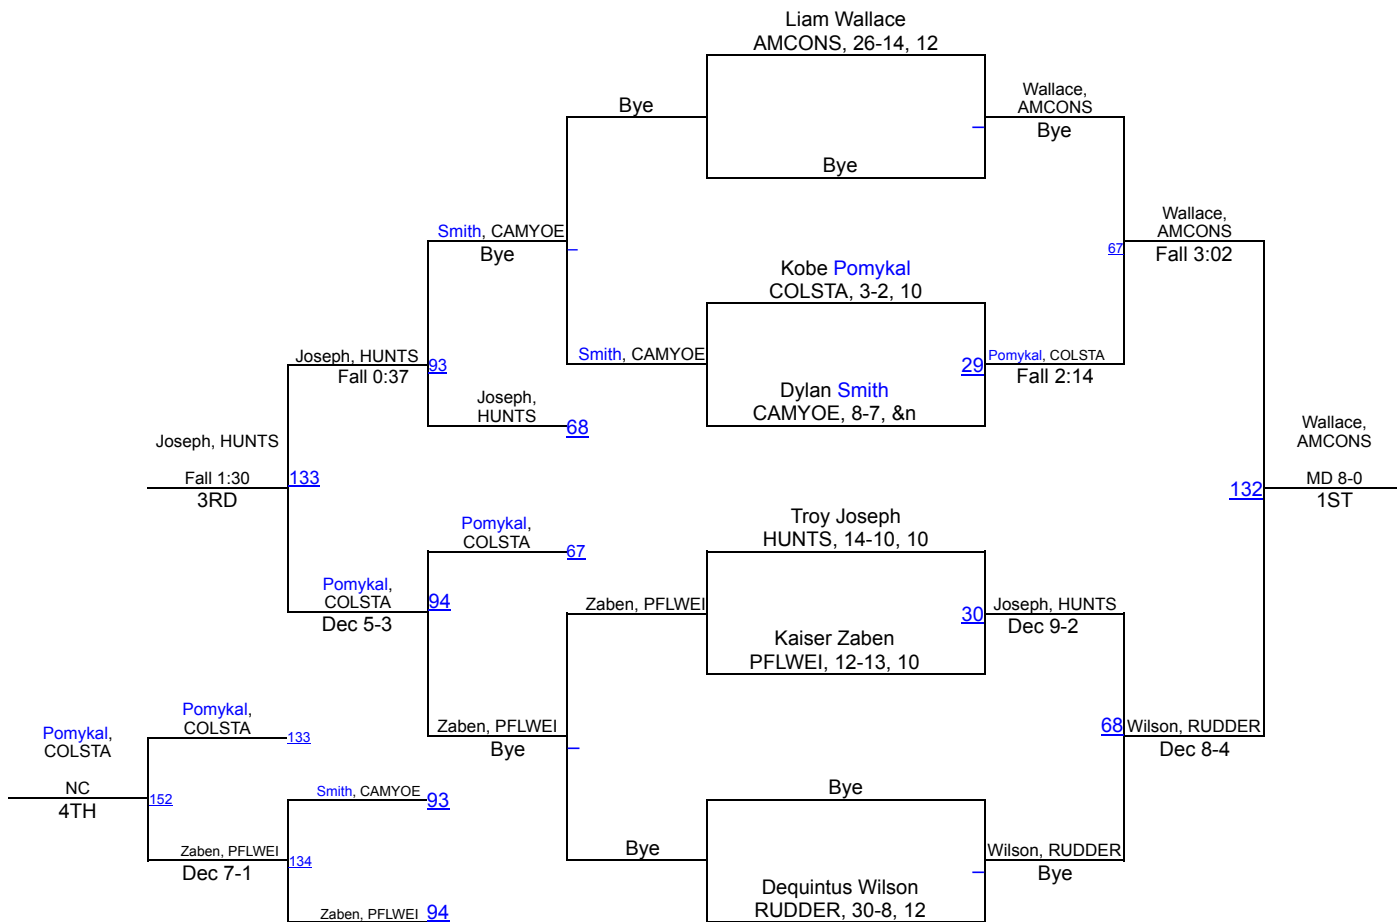 Liam Wallace
AMCONS, 26-14, 12
Bye
Wallace,
AMCONS
Bye
–
Bye
Smith, CAMYOE
Bye
–
Wallace,
AMCONS
Fall 3:02
67
Kobe Pomykal
COLSTA, 3-2, 10
Joseph, HUNTS
Fall 0:37
93
Smith, CAMYOE
29
Pomykal, COLSTA
Fall 2:14
Dylan Smith
CAMYOE, 8-7, &n
Joseph,
HUNTS
68
Joseph, HUNTS
Fall 1:30
3RD
133
Wallace,
AMCONS
132
MD 8-0
1ST
Troy Joseph
HUNTS, 14-10, 10
Pomykal,
COLSTA
67
Pomykal,
COLSTA
Dec 5-3
94
Zaben, PFLWEI
30
Joseph, HUNTS
Dec 9-2
Kaiser Zaben
PFLWEI, 12-13, 10
Zaben, PFLWEI
Bye
–
68
Wilson, RUDDER
Dec 8-4
Pomykal,
COLSTA
NC
4TH
Pomykal,
COLSTA
133
152
Smith, CAMYOE
93
Bye
Zaben, PFLWEI
Dec 7-1
134
Bye
Wilson, RUDDER
Bye
–
Dequintus Wilson
RUDDER, 30-8, 12
Zaben, PFLWEI
94